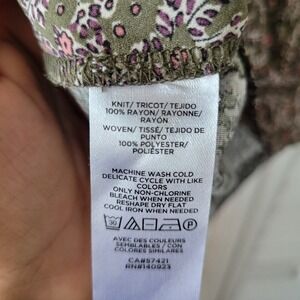 KNIT/ TRICOT/ TEJIDO
100% RAYON/ RAYONNE/
RAYON
WOVEN/ TISSÉ/ TEJIDO DE
PUNTO
100% POLYESTER/
POLIÉSTER
MACHINE WASH COLD
DELICATE CYCLE WITH LIKE
COLORS
ONLY NON-CHLORINE
BLEACH WHEN NEEDED
RESHAPE DRY FLAT
COOL IRON IF NEEDED
AVEC DES COULEURS
SEMBLABLES / CON
COLORES SIMILARES
CA#57421
RN#140923